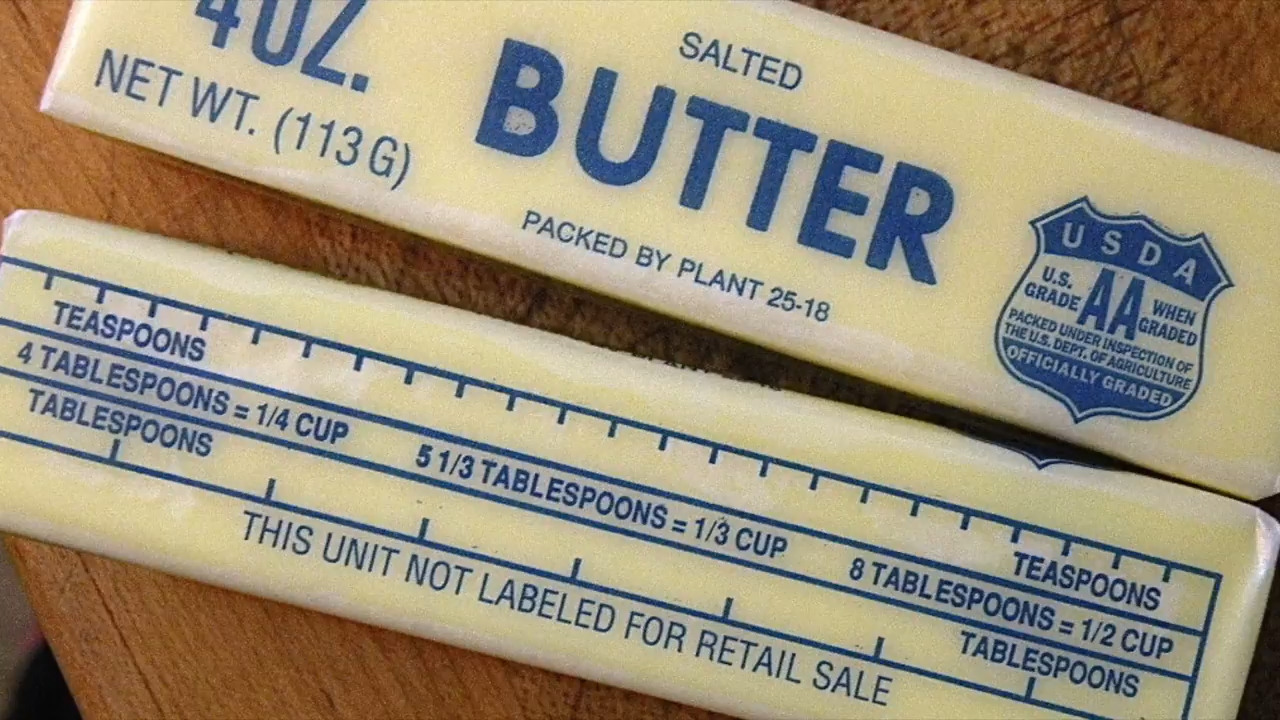 4 OZ.
NET WT. (113 G)
SALTED
BUTTER
PACKED BY PLANT 25-18
USDA
U.S. GRADE AA WHEN GRADED
PACKED UNDER INSPECTION OF
THE U.S. DEPT. OF AGRICULTURE
OFFICIALLY GRADED
TEASPOONS TEASPOONS
4 TABLESPOONS = 1/4 CUP 5 1/3 TABLESPOONS = 1/3 CUP 8 TABLESPOONS = 1/2 CUP
TABLESPOONS TABLESPOONS
THIS UNIT NOT LABELED FOR RETAIL SALE